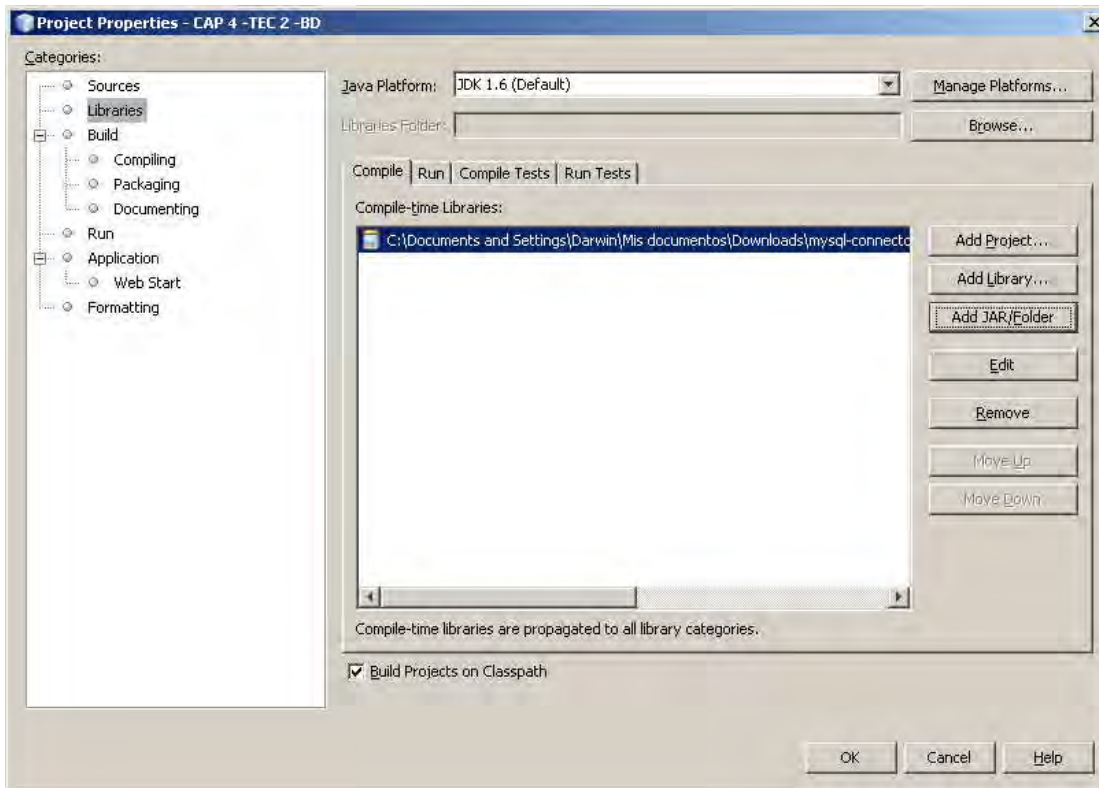 Project Properties - CAP 4 -TEC 2 -BD
Categories:
Sources
Libraries
Build
Compiling
Packaging
Documenting
Run
Application
Web Start
Formatting
Java Platform: JDK 1.6 (Default) Manage Platforms...
Libraries Folder: Browse...
Compile Run Compile Tests Run Tests
Compile-time Libraries:
C:\Documents and Settings\Darwin\Mis documentos\Downloads\mysql-connecto
Add Project...
Add Library...
Add JAR/Folder
Edit
Remove
Move Up
Move Down
Compile-time libraries are propagated to all library categories.
Build Projects on Classpath
OK Cancel Help